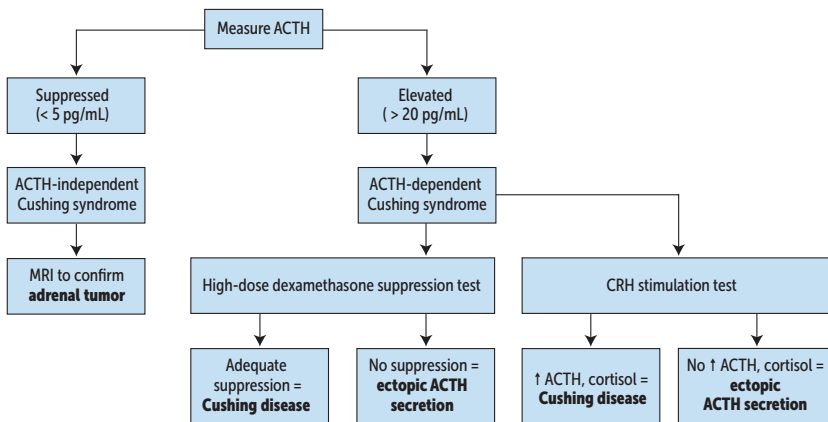 Measure ACTH
Suppressed
(< 5 pg/mL)
Elevated
( > 20 pg/mL)
ACTH-independent
Cushing syndrome
ACTH-dependent
Cushing syndrome
MRI to confirm
adrenal tumor
High-dose dexamethasone suppression test
CRH stimulation test
Adequate
suppression =
Cushing disease
No suppression =
ectopic ACTH
secretion
↑ ACTH, cortisol =
Cushing disease
No ↑ ACTH, cortisol =
ectopic
ACTH secretion